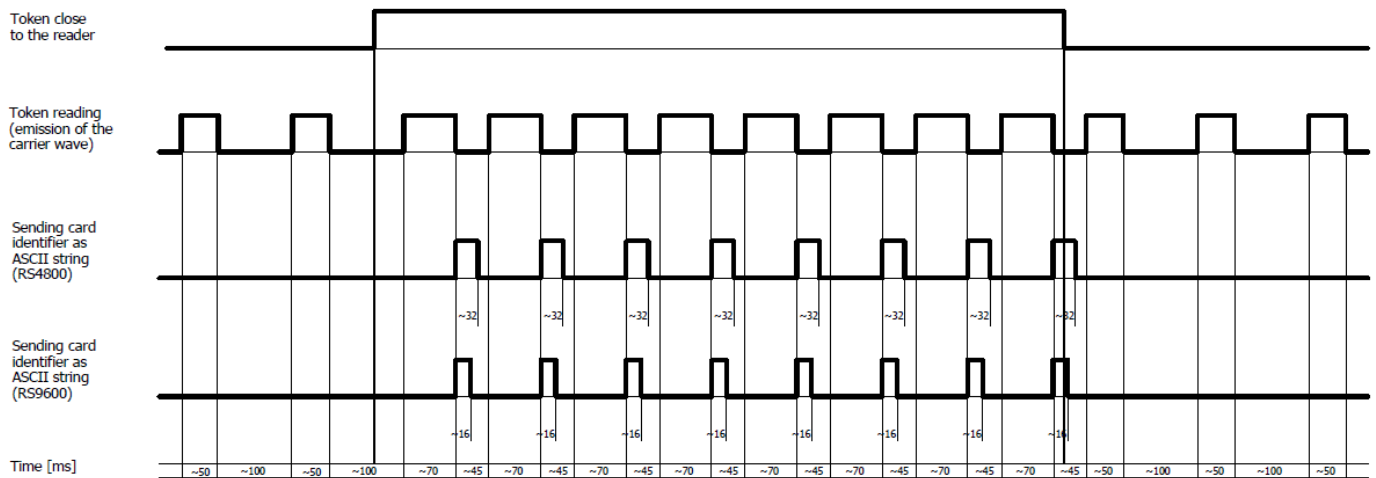 Token close
to the reader
Token reading
(emission of the
carrier wave)
Sending card
identifier as
ASCII string
(RS4800)
~32 ~32 ~32 ~32 ~32 ~32 ~32 ~32
Sending card
identifier as
ASCII string
(RS9600)
~16 ~16 ~16 ~16 ~16 ~16 ~16 ~16
Time [ms] ~50 ~100 ~50 ~100 ~70 ~45 ~70 ~45 ~70 ~45 ~70 ~45 ~70 ~45 ~70 ~45 ~70 ~45 ~70 ~45 ~50 ~100 ~50 ~100 ~50